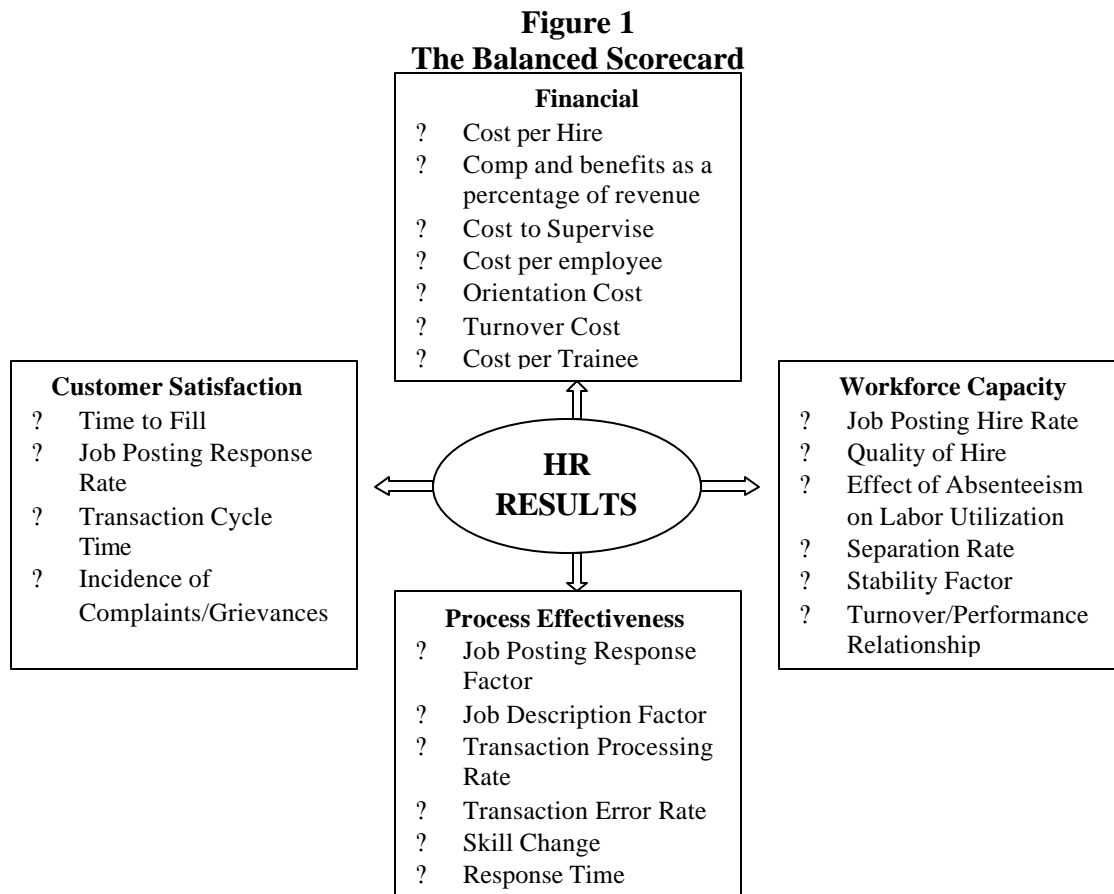 Figure 1
The Balanced Scorecard
Financial
? Cost per Hire
? Comp and benefits as a
percentage of revenue
? Cost to Supervise
? Cost per employee
? Orientation Cost
? Turnover Cost
? Cost per Trainee
Customer Satisfaction
? Time to Fill
? Job Posting Response
Rate
? Transaction Cycle
Time
? Incidence of
Complaints/Grievances
HR
RESULTS
Workforce Capacity
? Job Posting Hire Rate
? Quality of Hire
? Effect of Absenteeism
on Labor Utilization
? Separation Rate
? Stability Factor
? Turnover/Performance
Relationship
Process Effectiveness
? Job Posting Response
Factor
? Job Description Factor
? Transaction Processing
Rate
? Transaction Error Rate
? Skill Change
? Response Time